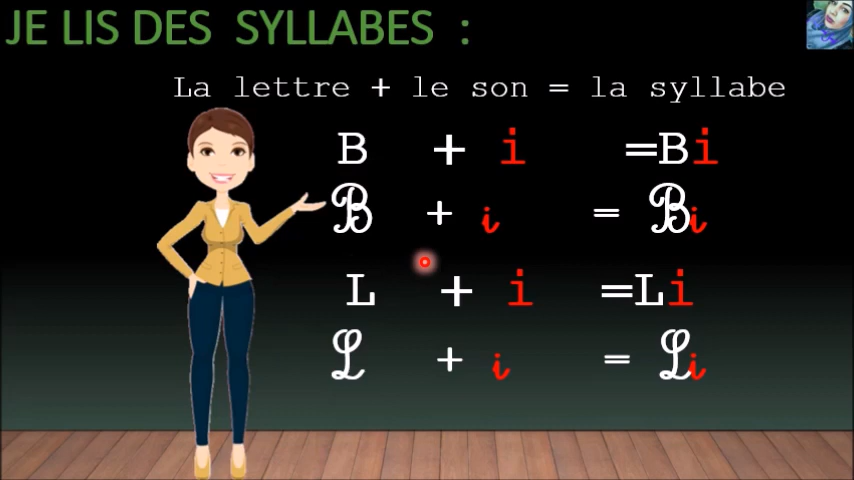 JE LIS DES SYLLABES :
La lettre + le son = la syllabe
B + i =Bi
B + i = Bi
L + i =Li
L + i = Li